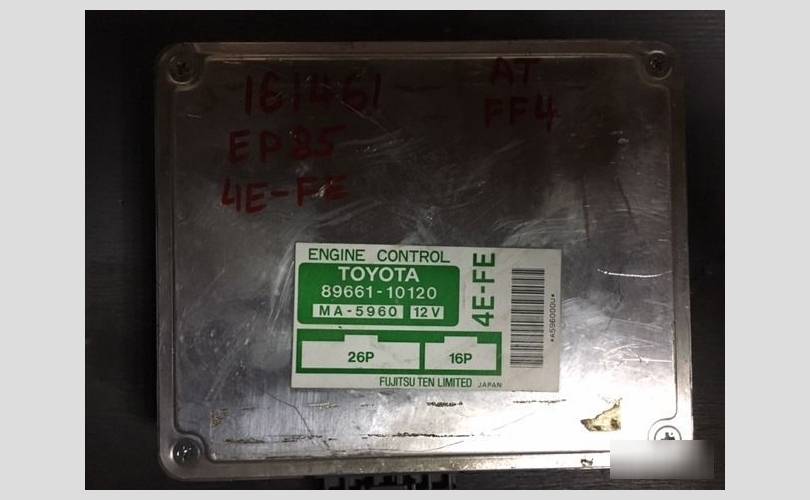 161461
EP85
4E-FE
AT
FF4
ENGINE CONTROL
TOYOTA
89661-10120
MA-5960 12V
4E-FE
26P 16P
FUJITSU TEN LIMITED JAPAN
*A596000U*